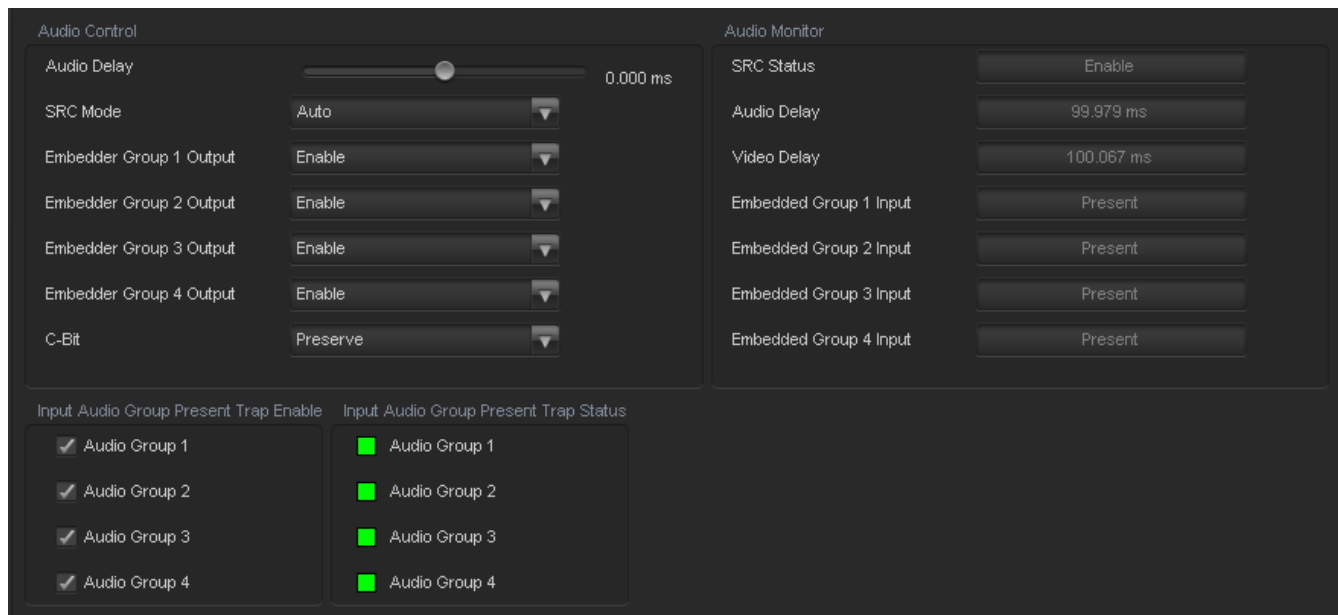 Audio Control
Audio Delay 0.000 ms
SRC Mode Auto
Embedder Group 1 Output Enable
Embedder Group 2 Output Enable
Embedder Group 3 Output Enable
Embedder Group 4 Output Enable
C-Bit Preserve
Audio Monitor
SRC Status Enable
Audio Delay 99.979 ms
Video Delay 100.067 ms
Embedded Group 1 Input Present
Embedded Group 2 Input Present
Embedded Group 3 Input Present
Embedded Group 4 Input Present
Input Audio Group Present Trap Enable
Audio Group 1
Audio Group 2
Audio Group 3
Audio Group 4
Input Audio Group Present Trap Status
Audio Group 1
Audio Group 2
Audio Group 3
Audio Group 4